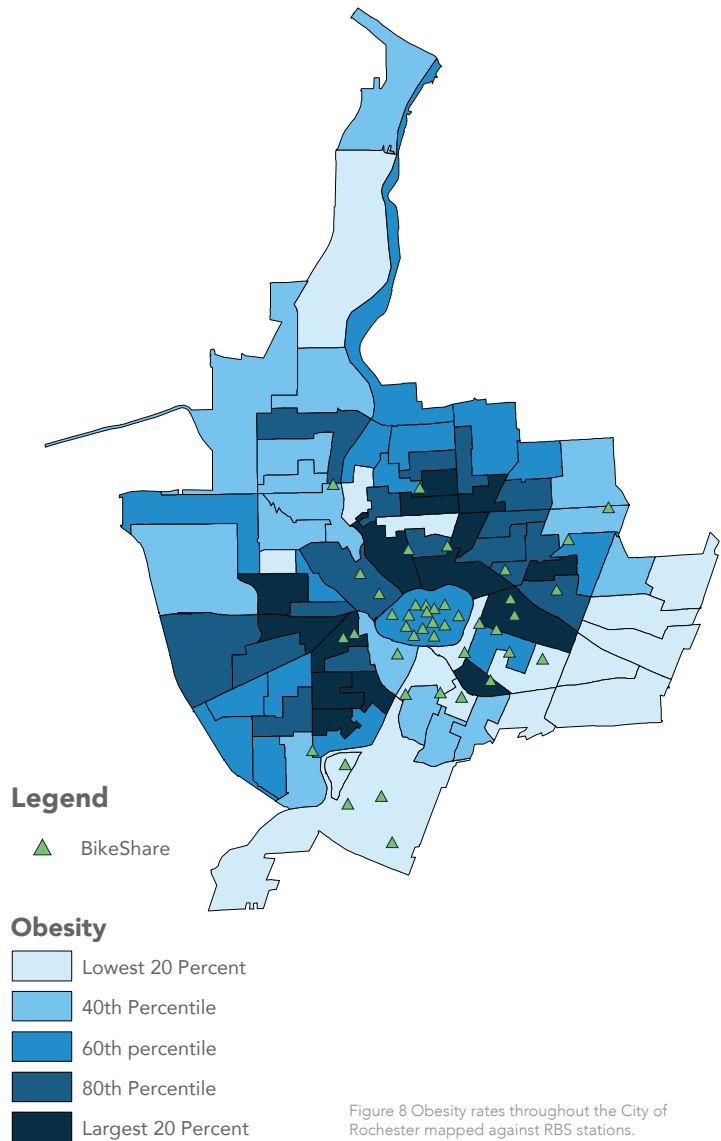 Legend
BikeShare
Obesity
Lowest 20 Percent
40th Percentile
60th percentile
80th Percentile
Largest 20 Percent
Figure 8 Obesity rates throughout the City of
Rochester mapped against RBS stations.